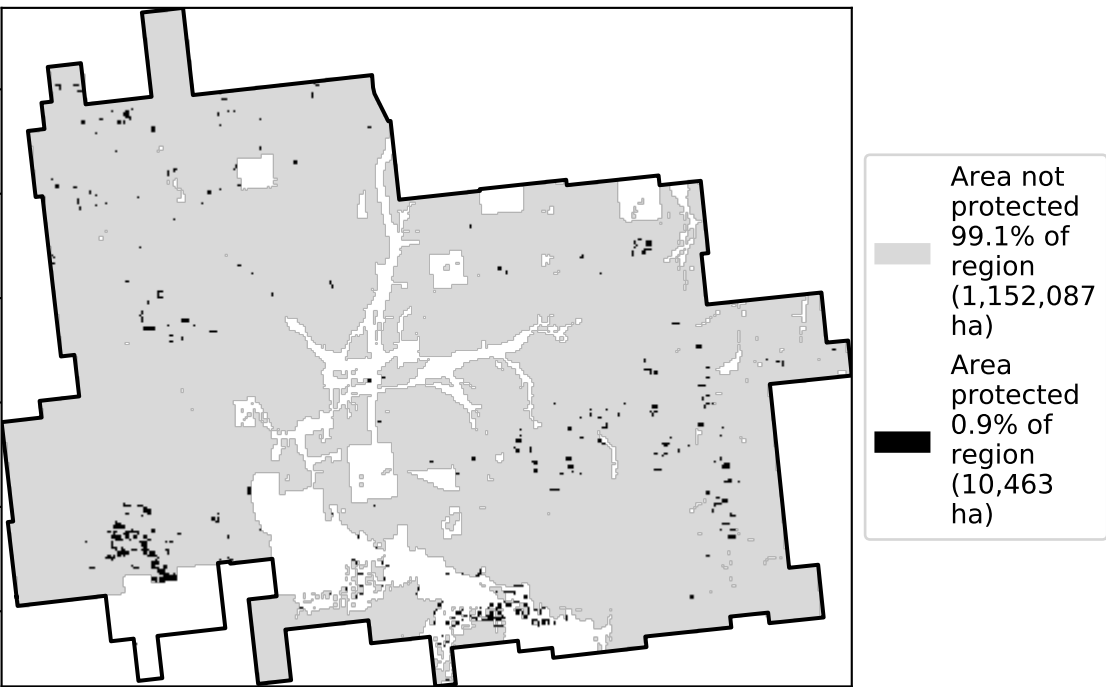 Area not
protected
99.1% of
region
(1,152,087
ha)
Area
protected
0.9% of
region
(10,463
ha)